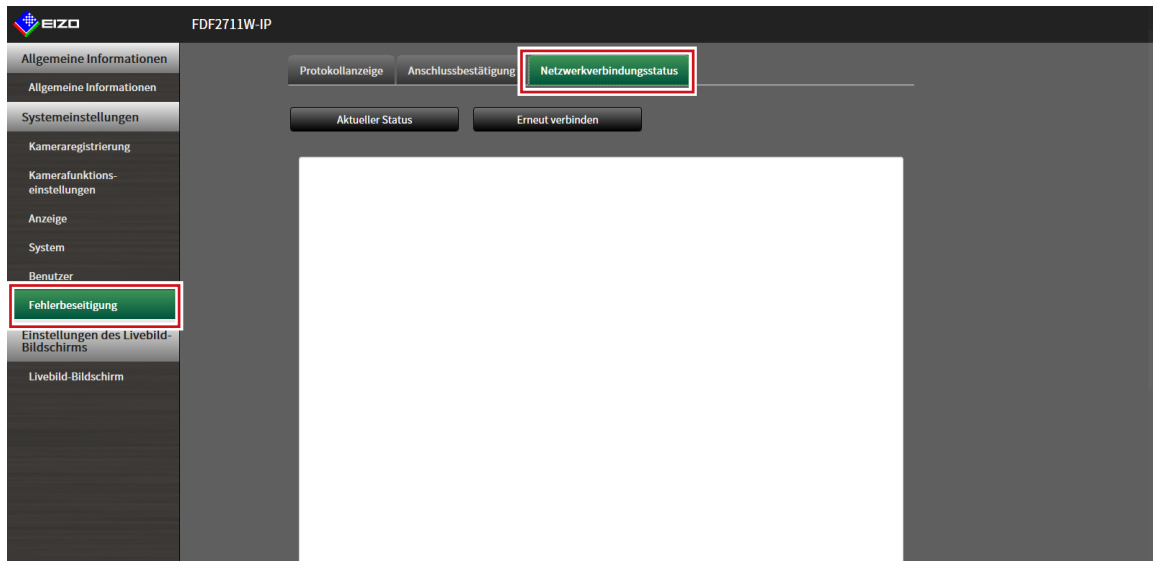 EIZO
FDF2711W-IP
Allgemeine Informationen
Allgemeine Informationen
Systemeinstellungen
Kameraregistrierung
Kamerafunktions-
einstellungen
Anzeige
System
Benutzer
Fehlerbeseitigung
Einstellungen des Livebild-
Bildschirms
Livebild-Bildschirm
Protokollanzeige
Anschlussbestätigung
Netzwerkverbindungsstatus
Aktueller Status
Erneut verbinden